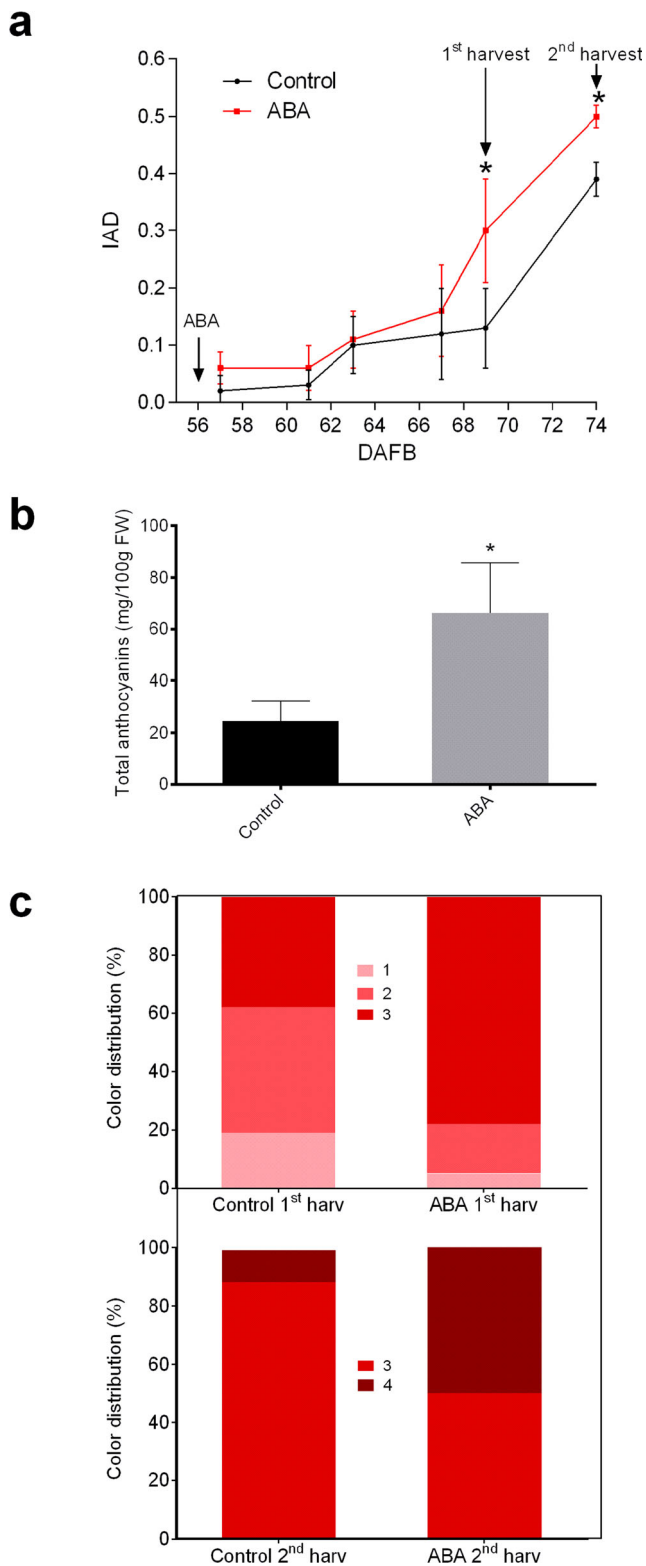 a
1st harvest 2nd harvest
Control
ABA
* *
IAD
0.6
0.5
0.4
0.3
0.2
0.1
0.0
ABA
56 58 60 62 64 66 68 70 72 74
DAFB
b
Total anthocyanins (mg/100g FW)
100
80
60
40
20
0
*
Control ABA
c
Color distribution (%)
100
80
60
40
20
0
1
2
3
Control 1st harv ABA 1st harv
Color distribution (%)
100
80
60
40
20
0
3
4
Control 2nd harv ABA 2nd harv